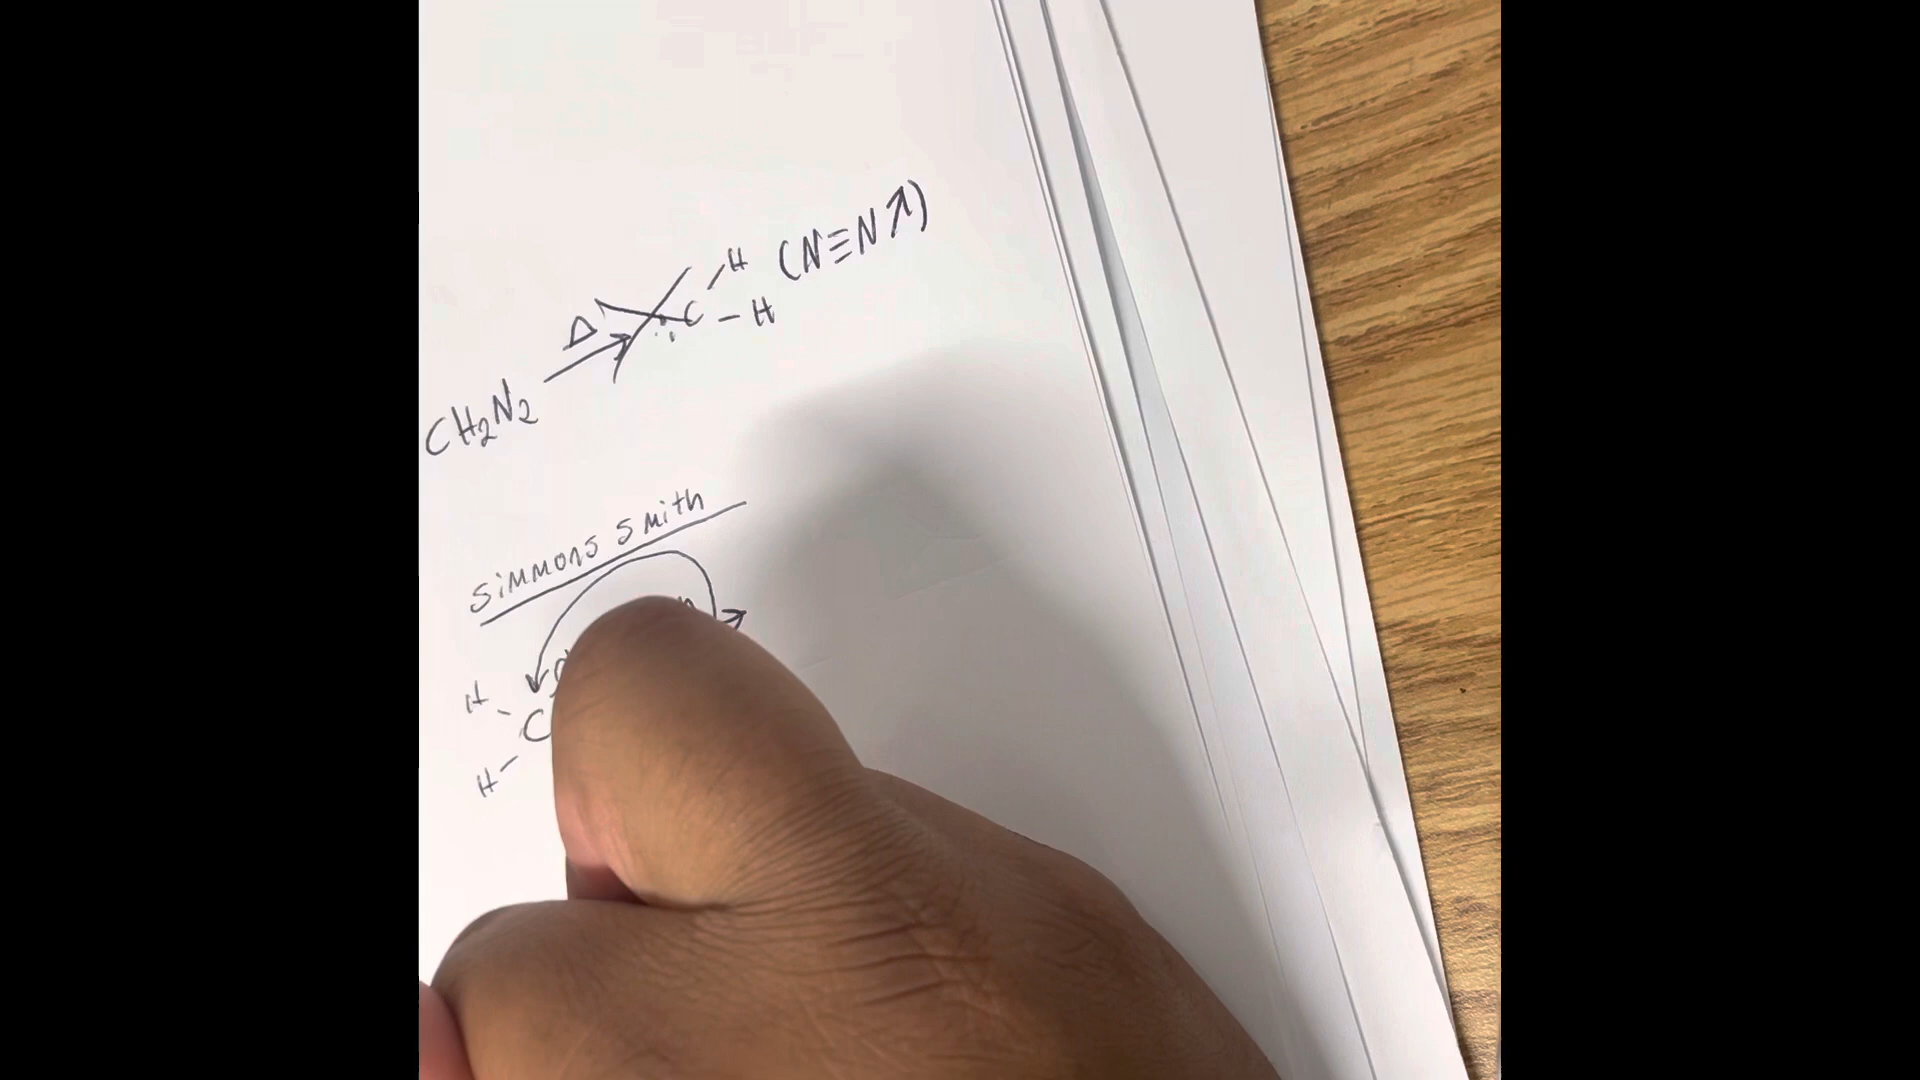 CH₂N₂ Δ → :C H H (N≡N↗)
Simmons Smith
H
C
H